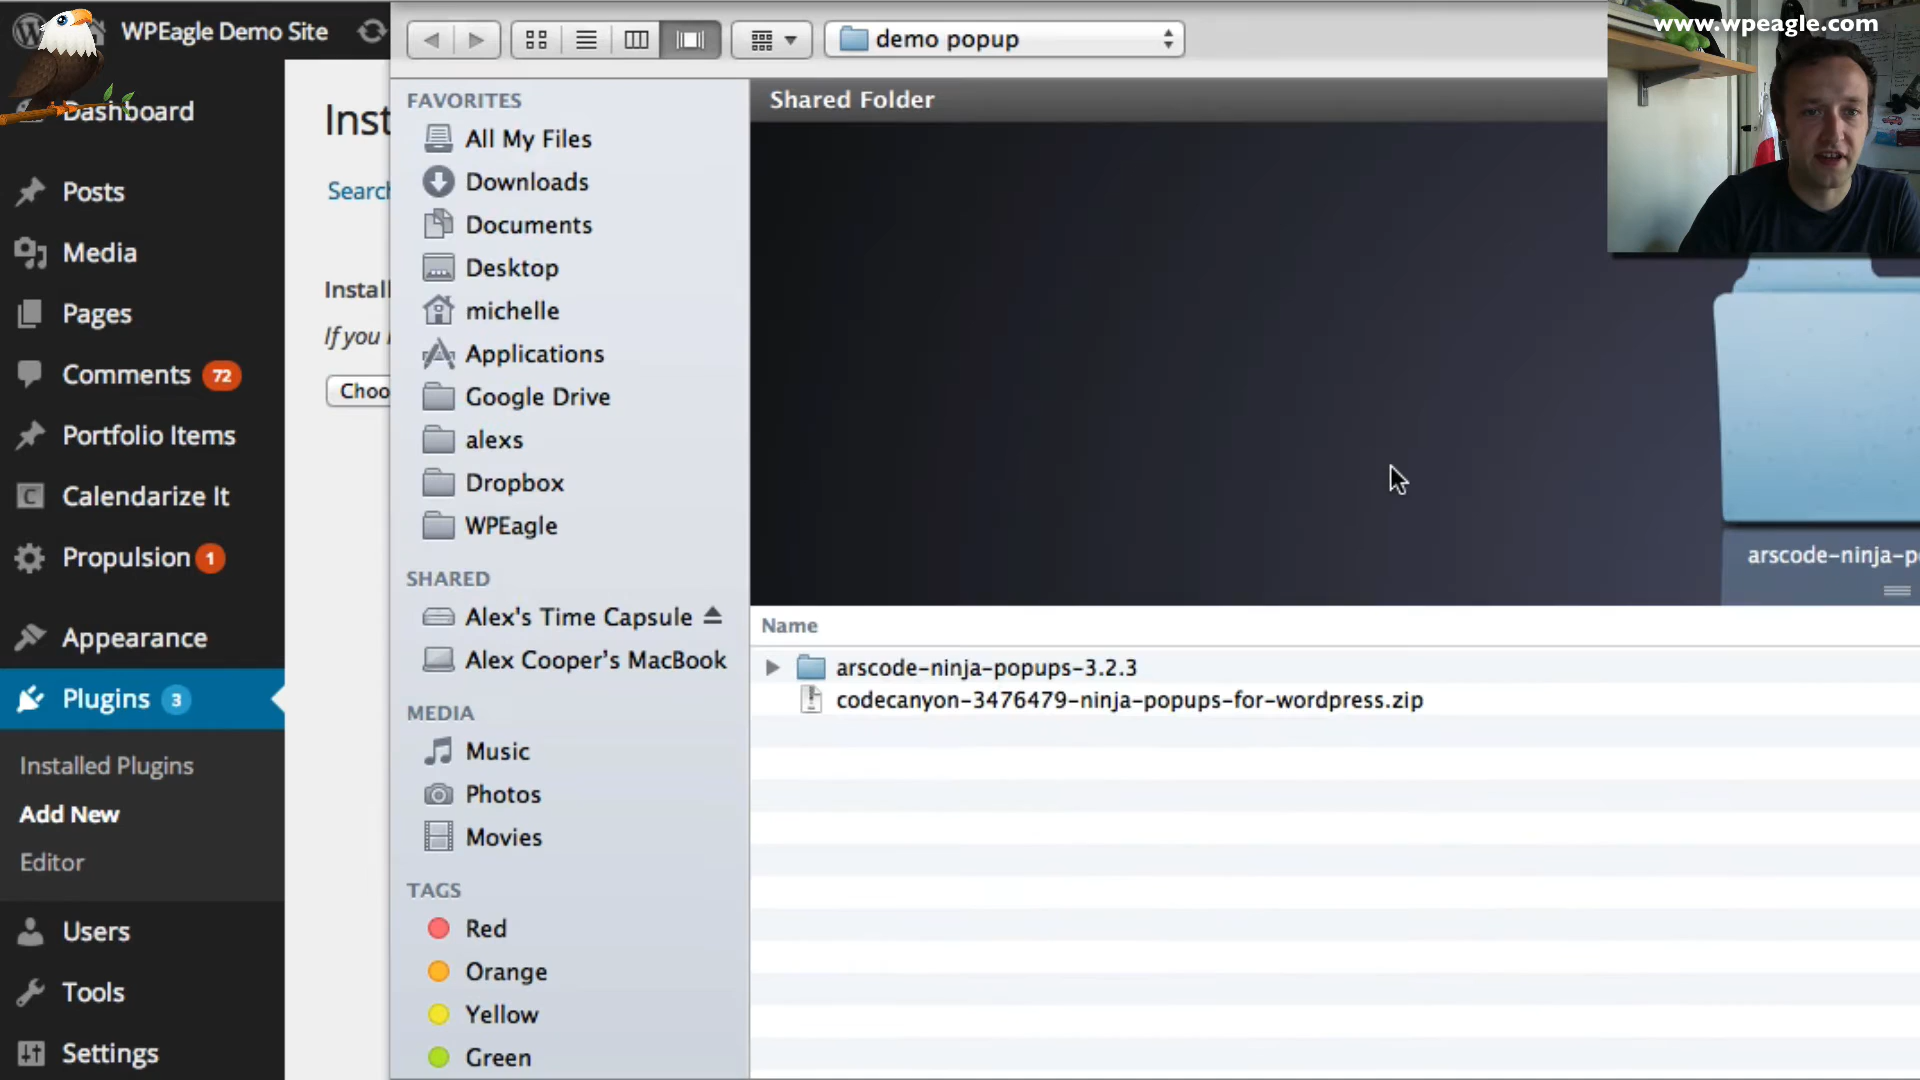 WPEagle Demo Site
demo popup
www.wpeagle.com
Dashboard
Posts
Media
Pages
Comments 72
Portfolio Items
Calendarize It
Propulsion 1
Appearance
Plugins 3
Installed Plugins
Add New
Editor
Users
Tools
Settings
Inst
Search
Install
If you
Choo
FAVORITES
All My Files
Downloads
Documents
Desktop
michelle
Applications
Google Drive
alexs
Dropbox
WPEagle
SHARED
Alex's Time Capsule
Alex Cooper's MacBook
MEDIA
Music
Photos
Movies
TAGS
Red
Orange
Yellow
Green
Shared Folder
arscode-ninja-p
Name
arscode-ninja-popups-3.2.3
codecanyon-3476479-ninja-popups-for-wordpress.zip